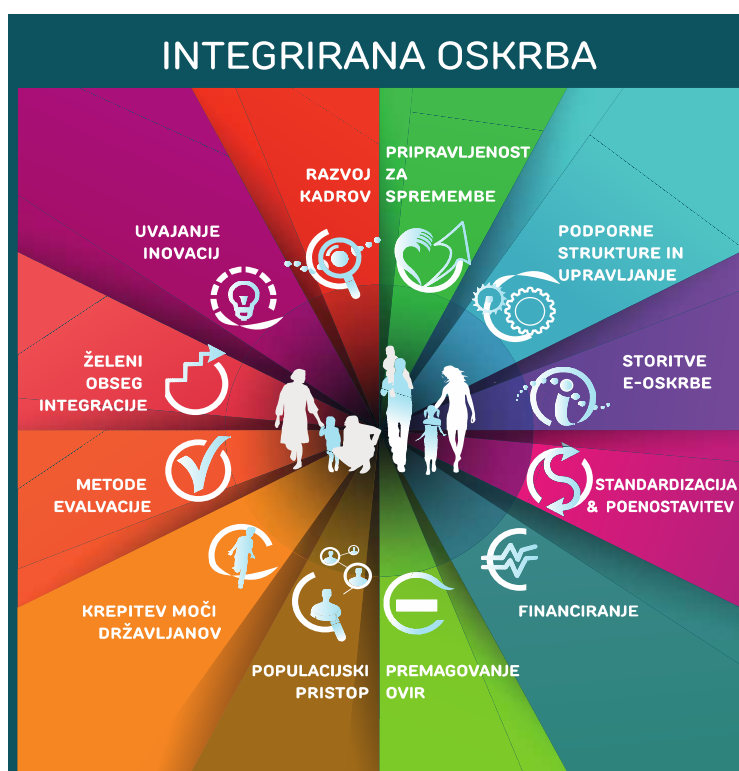 INTEGRIRANA OSKRBA
PRIPRAVLJENOST
ZA
SPREMEMBE
PODPORNE
STRUKTURE IN
UPRAVLJANJE
STORITVE
E-OSKRBE
STANDARDIZACIJA
& POENOSTAVITEV
FINANCIRANJE
PREMAGOVANJE
OVIR
POPULACIJSKI
PRISTOP
KREPITEV MOČI
DRŽAVLJANOV
METODE
EVALVACIJE
ŽELENI
OBSEG
INTEGRACIJE
UVAJANJE
INOVACIJ
RAZVOJ
KADROV